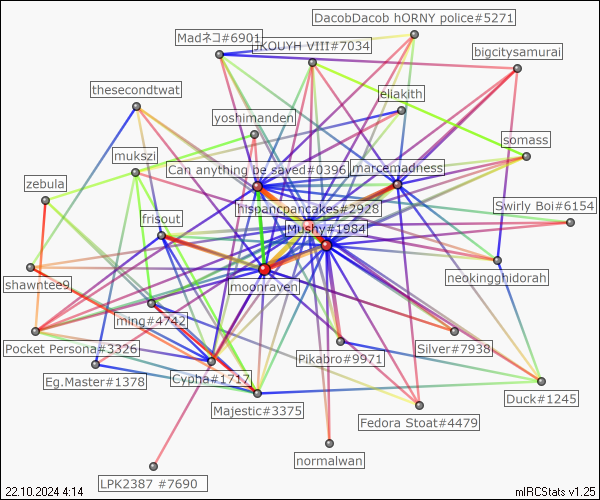 DacobDacob hORNY police#5271
Madネコ#6901
JKOUYH VIII#7034
bigcitysamurai
thesecondtwat
eliakith
yoshimanden
somass
mukszi
Can anything be saved#0396
marcemadness
zebula
hispancpancakes#2928
Swirly Boi#6154
frisout
Mushy#1984
shawntee9
moonraven
neokingghidorah
ming#4742
Pocket Persona#3326
Silver#7938
Pikabro#9971
Eg.Master#1378
Cypha#1717
Duck#1245
Majestic#3375
Fedora Stoat#4479
normalwan
LPK2387 #7690
22.10.2024 4:14
mIRCStats v1.25